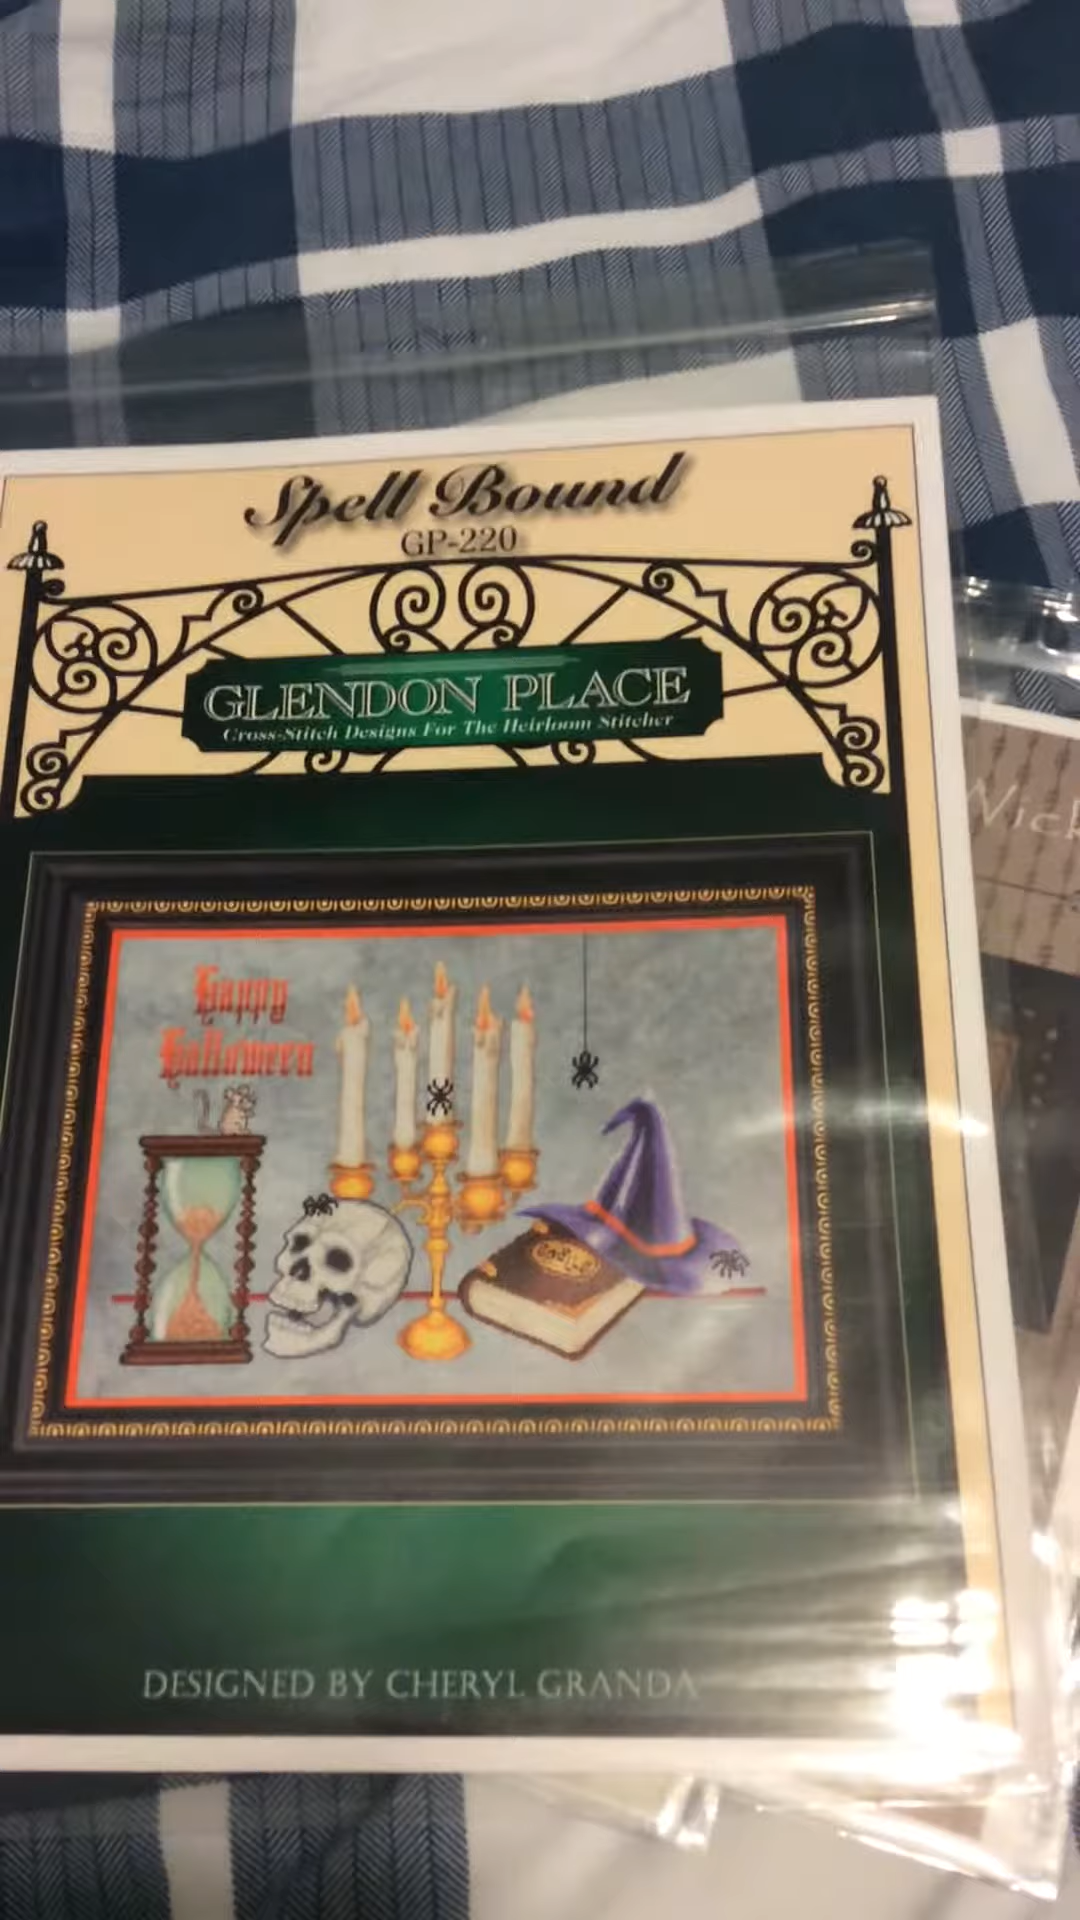 Spell Bound
GP-220
GLENDON PLACE
Cross-Stitch Designs For The Heirloom Stitcher
Happy
Halloween
DESIGNED BY CHERYL GRANDA